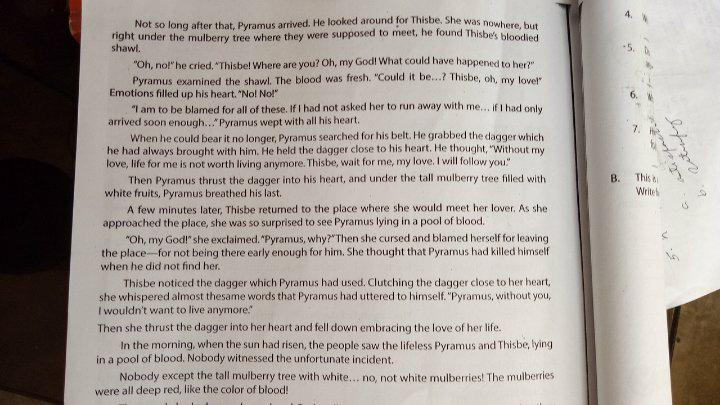 Not so long after that, Pyramus arrived. He looked around for Thisbe. She was nowhere, but
right under the mulberry tree where they were supposed to meet, he found Thisbe's bloodied
shawl.
"Oh, no!" he cried. "Thisbe! Where are you? Oh, my God! What could have happened to her?"
Pyramus examined the shawl. The blood was fresh. "Could it be...? Thisbe, oh, my love!"
Emotions filled up his heart. "No! No!"
"I am to be blamed for all of these. If I had not asked her to run away with me... if I had only
arrived soon enough..." Pyramus wept with all his heart.
When he could bear it no longer, Pyramus searched for his belt. He grabbed the dagger which
he had always brought with him. He held the dagger close to his heart. He thought, "Without my
love, life for me is not worth living anymore. Thisbe, wait for me, my love. I will follow you."
Then Pyramus thrust the dagger into his heart, and under the tall mulberry tree filled with
white fruits, Pyramus breathed his last.
A few minutes later, Thisbe returned to the place where she would meet her lover. As she
approached the place, she was so surprised to see Pyramus lying in a pool of blood.
"Oh, my God!" she exclaimed. "Pyramus, why?" Then she cursed and blamed herself for leaving
the place—for not being there early enough for him. She thought that Pyramus had killed himself
when he did not find her.
Thisbe noticed the dagger which Pyramus had used. Clutching the dagger close to her heart,
she whispered almost thesame words that Pyramus had uttered to himself. "Pyramus, without you,
I wouldn't want to live anymore."
Then she thrust the dagger into her heart and fell down embracing the love of her life.
In the morning, when the sun had risen, the people saw the lifeless Pyramus and Thisbe, lying
in a pool of blood. Nobody witnessed the unfortunate incident.
Nobody except the tall mulberry tree with white... no, not white mulberries! The mulberries
were all deep red, like the color of blood!
4.
5.
6.
7.
B. This is
Write
a.
b.
5. n